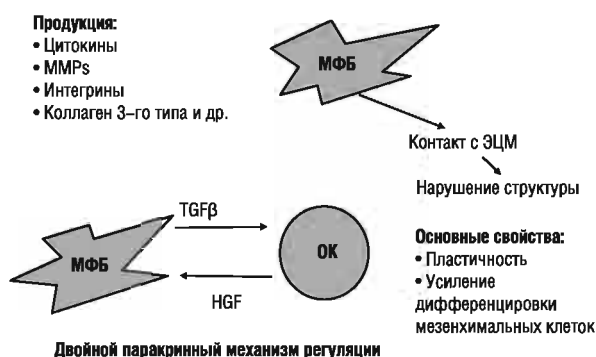 Продукция:
• Цитокины
• MMPs
• Интегрины
• Коллаген 3–го типа и др.
МФБ
Контакт с ЭЦМ
Нарушение структуры
TGFβ
МФБ
ОК
HGF
Основные свойства:
• Пластичность
• Усиление
дифференцировки
мезенхимальных клеток
Двойной паракринный механизм регуляции